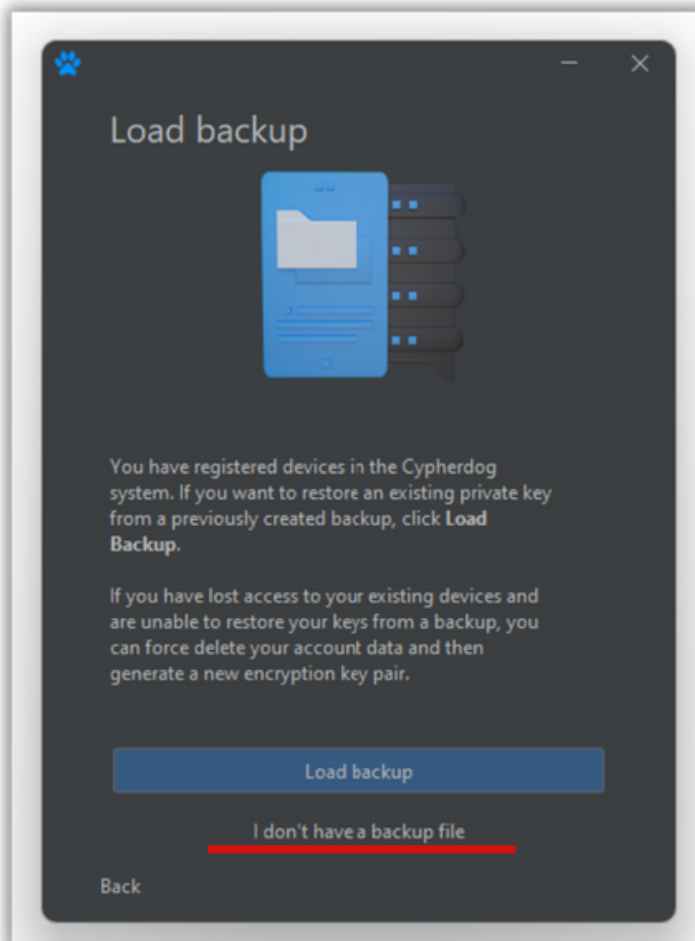 Load backup
You have registered devices in the Cypherdog
system. If you want to restore an existing private key
from a previously created backup, click Load
Backup.
If you have lost access to your existing devices and
are unable to restore your keys from a backup, you
can force delete your account data and then
generate a new encryption key pair.
Load backup
I don't have a backup file
Back